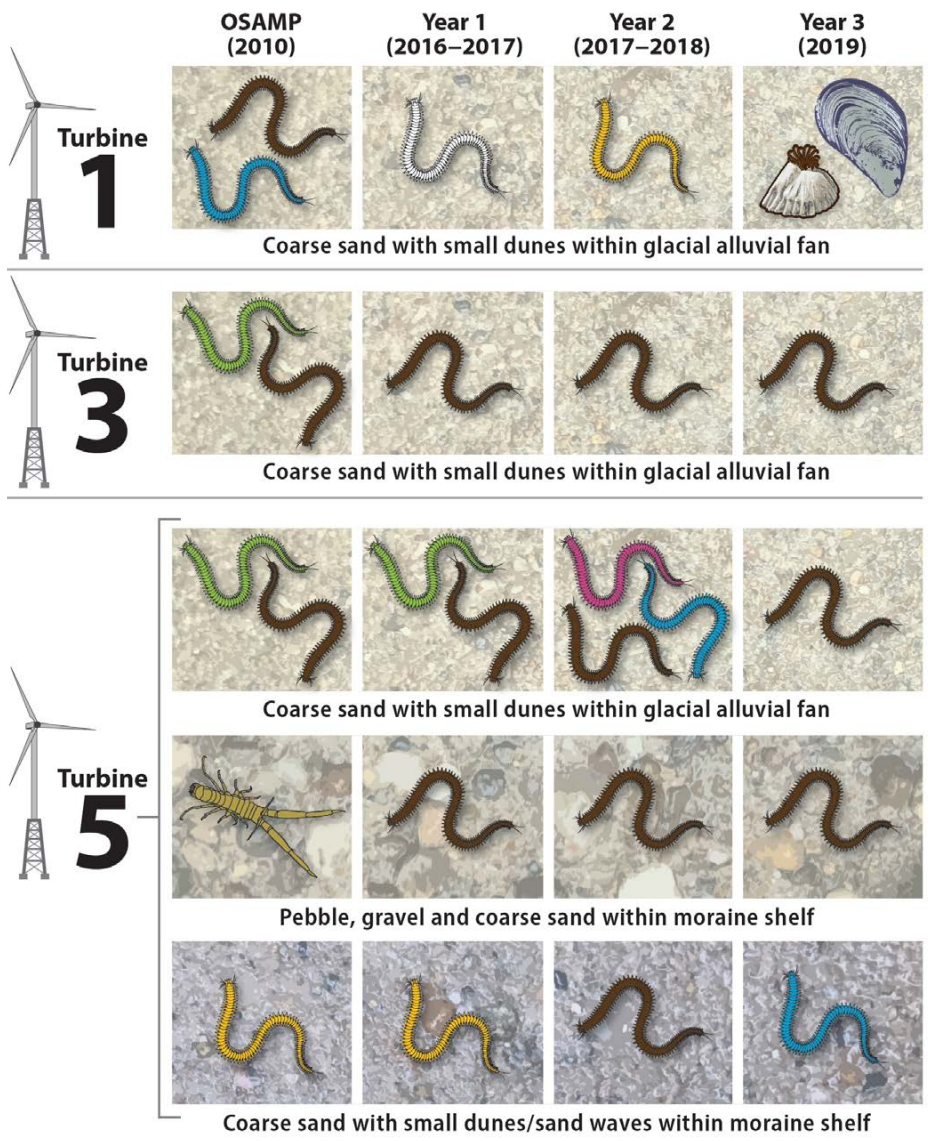 OSAMP
(2010)
Year 1
(2016–2017)
Year 2
(2017–2018)
Year 3
(2019)
Turbine
1
Coarse sand with small dunes within glacial alluvial fan
Turbine
3
Coarse sand with small dunes within glacial alluvial fan
Turbine
5
Coarse sand with small dunes within glacial alluvial fan
Pebble, gravel and coarse sand within moraine shelf
Coarse sand with small dunes/sand waves within moraine shelf